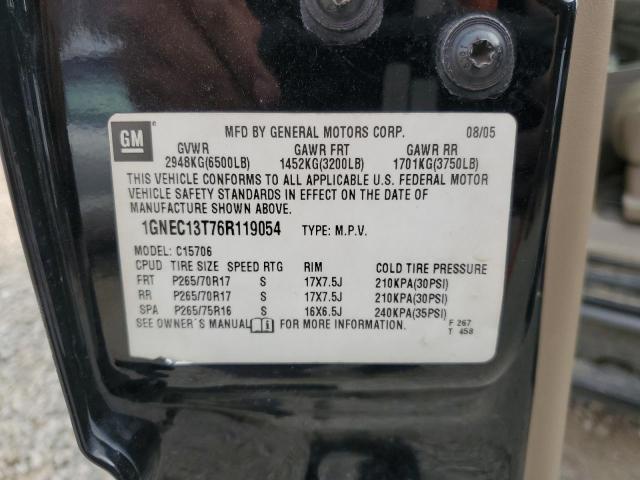 GM
MFD BY GENERAL MOTORS CORP. 08/05
GVWR GAWR FRT GAWR RR
2948KG(6500LB) 1452KG(3200LB) 1701KG(3750LB)
THIS VEHICLE CONFORMS TO ALL APPLICABLE U.S. FEDERAL MOTOR
VEHICLE SAFETY STANDARDS IN EFFECT ON THE DATE OF
MANUFACTURE SHOWN ABOVE.
1GNEC13T76R119054 TYPE: M.P.V.
MODEL: C15706
CPUD TIRE SIZE SPEED RTG RIM COLD TIRE PRESSURE
FRT P265/70R17 S 17X7.5J 210KPA(30PSI)
RR P265/70R17 S 17X7.5J 210KPA(30PSI)
SPA P265/75R16 S 16X6.5J 240KPA(35PSI)
SEE OWNER'S MANUAL FOR MORE INFORMATION.
F 267
T 458